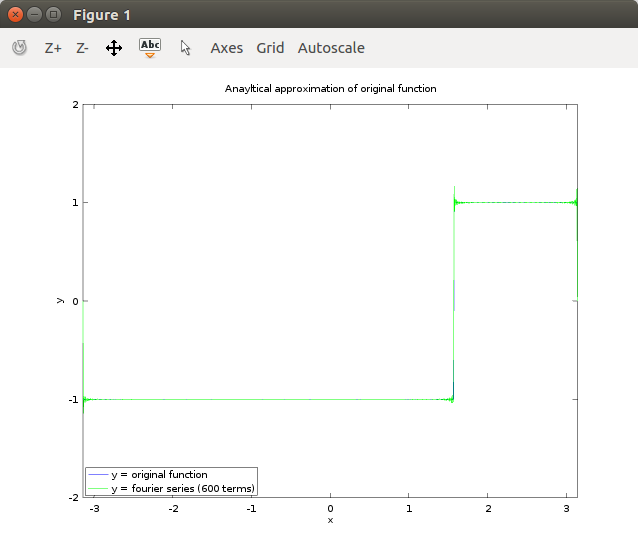 Figure 1
Z+ Z- Abc Axes Grid Autoscale
Anayltical approximation of original function
2
1
0
-1
-2
y
y = original function
y = fourier series (600 terms)
-3 -2 -1 0 1 2 3
x